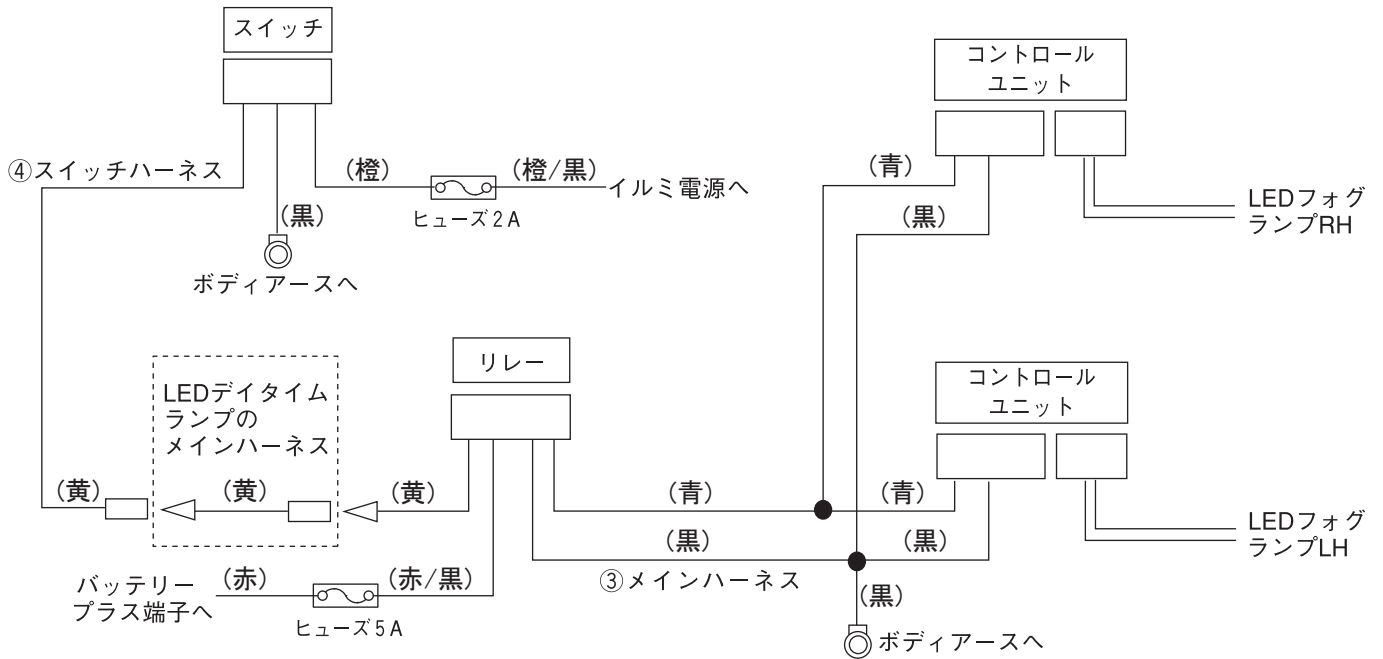 スイッチ
コントロール
ユニット
④スイッチハーネス
(橙)
(橙/黒)
イルミ電源へ
ヒューズ2A
(黒)
ボディアースへ
(青)
(黒)
LEDフォグ
ランプRH
リレー
コントロール
ユニット
LEDデイタイム
ランプの
メインハーネス
(黄)
(黄)
(黄)
(青)
(青)
(黒)
(黒)
LEDフォグ
ランプLH
③メインハーネス
バッテリー
プラス端子へ
(赤)
(赤/黒)
ヒューズ5A
(黒)
ボディアースへ